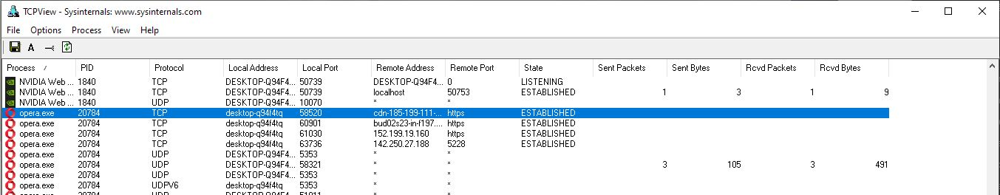 TCPView - Sysinternals: www.sysinternals.com
File Options Process View Help
A
Process / PID Protocol Local Address Local Port Remote Address Remote Port State Sent Packets Sent Bytes Rcvd Packets Rcvd Bytes
NVIDIA Web ... 1840 TCP DESKTOP-Q94F4... 50739 DESKTOP-Q94F4... 0 LISTENING
NVIDIA Web ... 1840 TCP DESKTOP-Q94F4... 50739 localhost 50753 ESTABLISHED 1 3 1 9
NVIDIA Web ... 1840 UDP DESKTOP-Q94F4... 10070 * *
opera.exe 20784 TCP desktop-q94f4tq 58520 cdn-185-199-111-... https ESTABLISHED
opera.exe 20784 TCP desktop-q94f4tq 60901 bud02s23-in-f197.... https ESTABLISHED
opera.exe 20784 TCP desktop-q94f4tq 61030 152.199.19.160 https ESTABLISHED
opera.exe 20784 TCP desktop-q94f4tq 63736 142.250.27.188 5228 ESTABLISHED
opera.exe 20784 UDP DESKTOP-Q94F4... 5353 * *
opera.exe 20784 UDP DESKTOP-Q94F4... 58321 * * 3 105 3 491
opera.exe 20784 UDP DESKTOP-Q94F4... 5353 * *
opera.exe 20784 UDPV6 desktop-q94f4tq 5353 * *
opera.exe 20784 UDP DESKTOP-Q94F4...